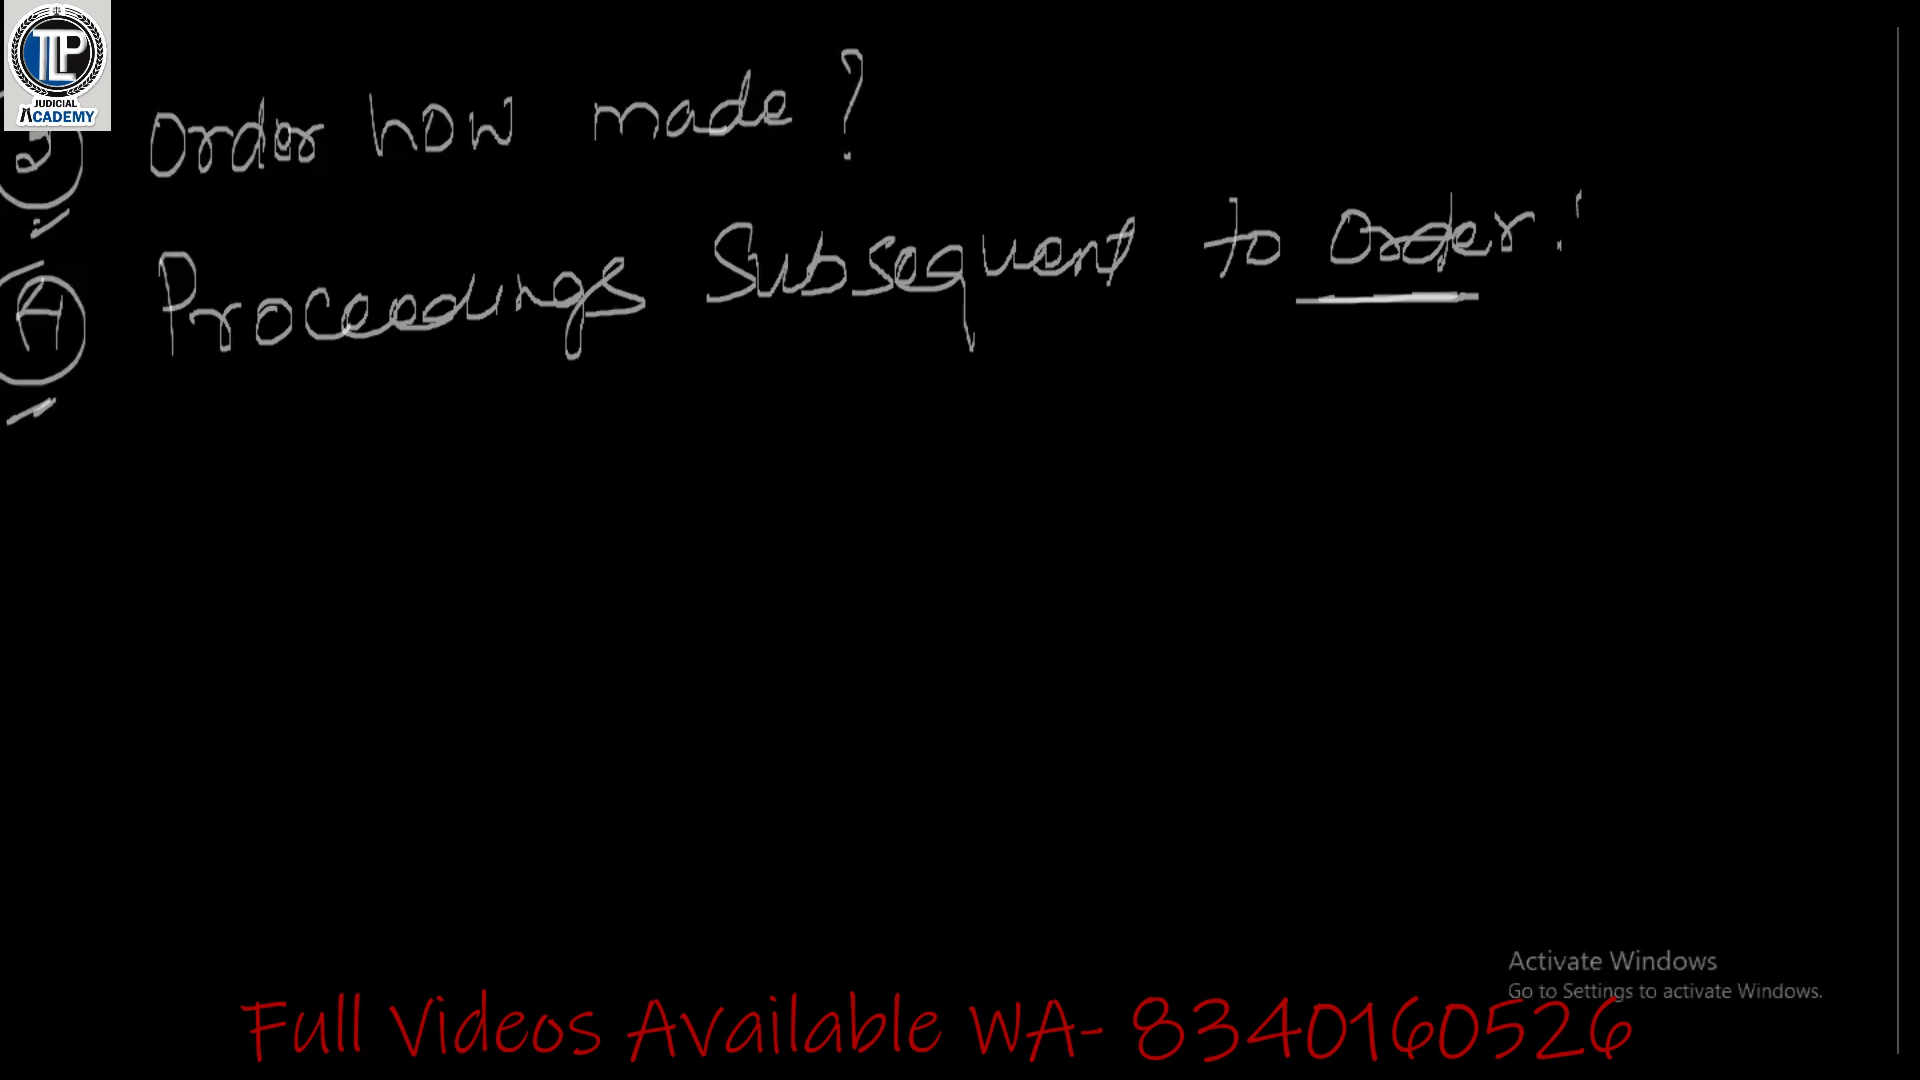 TLP
JUDICIAL
ACADEMY
3 Order how made ?
4 Proceedings Subsequent to Order.
Activate Windows
Go to Settings to activate Windows.
Full Videos Available WA- 8340160526